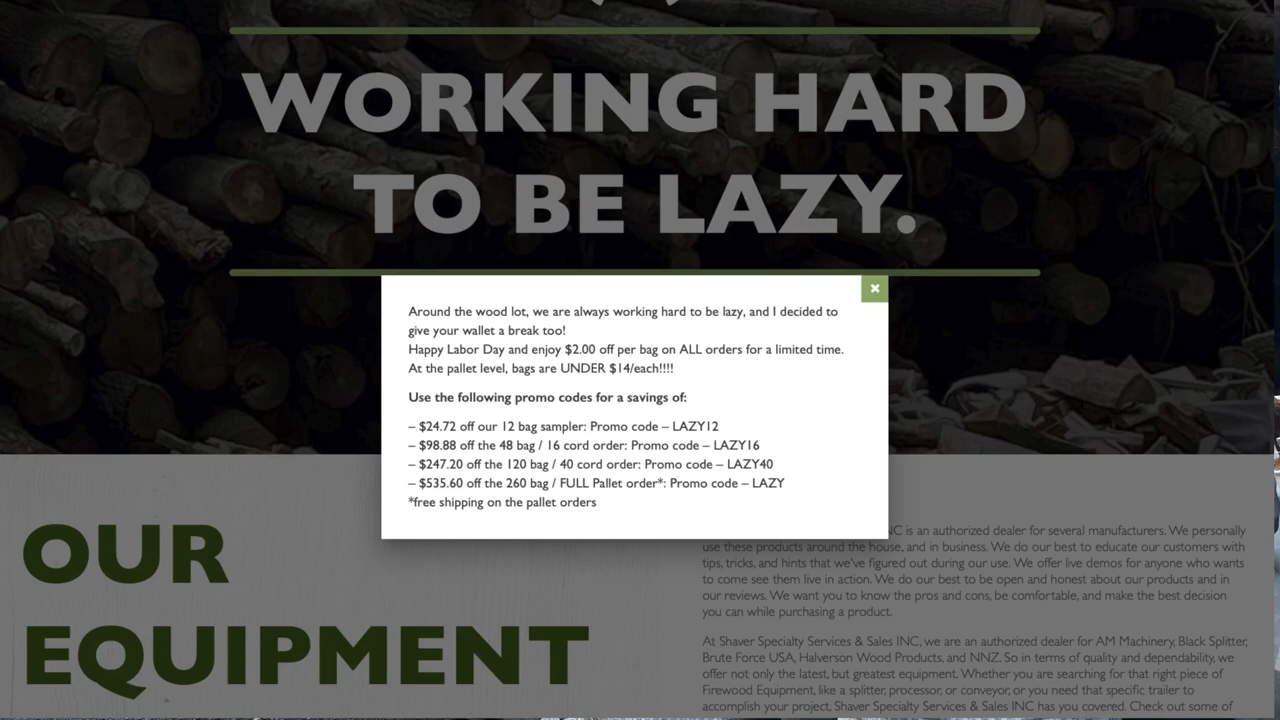 WORKING HARD
TO BE LAZY.
Around the wood lot, we are always working hard to be lazy, and I decided to
give your wallet a break too!
Happy Labor Day and enjoy $2.00 off per bag on ALL orders for a limited time.
At the pallet level, bags are UNDER $14/each!!!!
Use the following promo codes for a savings of:
– $24.72 off our 12 bag sampler: Promo code – LAZY12
– $98.88 off the 48 bag / 16 cord order: Promo code – LAZY16
– $247.20 off the 120 bag / 40 cord order: Promo code – LAZY40
– $535.60 off the 260 bag / FULL Pallet order*: Promo code – LAZY
*free shipping on the pallet orders
OUR
EQUIPMENT
INC is an authorized dealer for several manufacturers. We personally
use these products around the house, and in business. We do our best to educate our customers with
tips, tricks, and hints that we've figured out during our use. We offer live demos for anyone who wants
to come see them live in action. We do our best to be open and honest about our products and in
our reviews. We want you to know the pros and cons, be comfortable, and make the best decision
you can while purchasing a product.
At Shaver Specialty Services & Sales INC, we are an authorized dealer for AM Machinery, Black Splitter,
Brute Force USA, Halverson Wood Products, and NNZ. So in terms of quality and dependability, we
offer not only the latest, but greatest equipment. Whether you are searching for that right piece of
Firewood Equipment, like a splitter, processor, or conveyor, or you need that specific trailer to
accomplish your project, Shaver Specialty Services & Sales INC has you covered. Check out some of